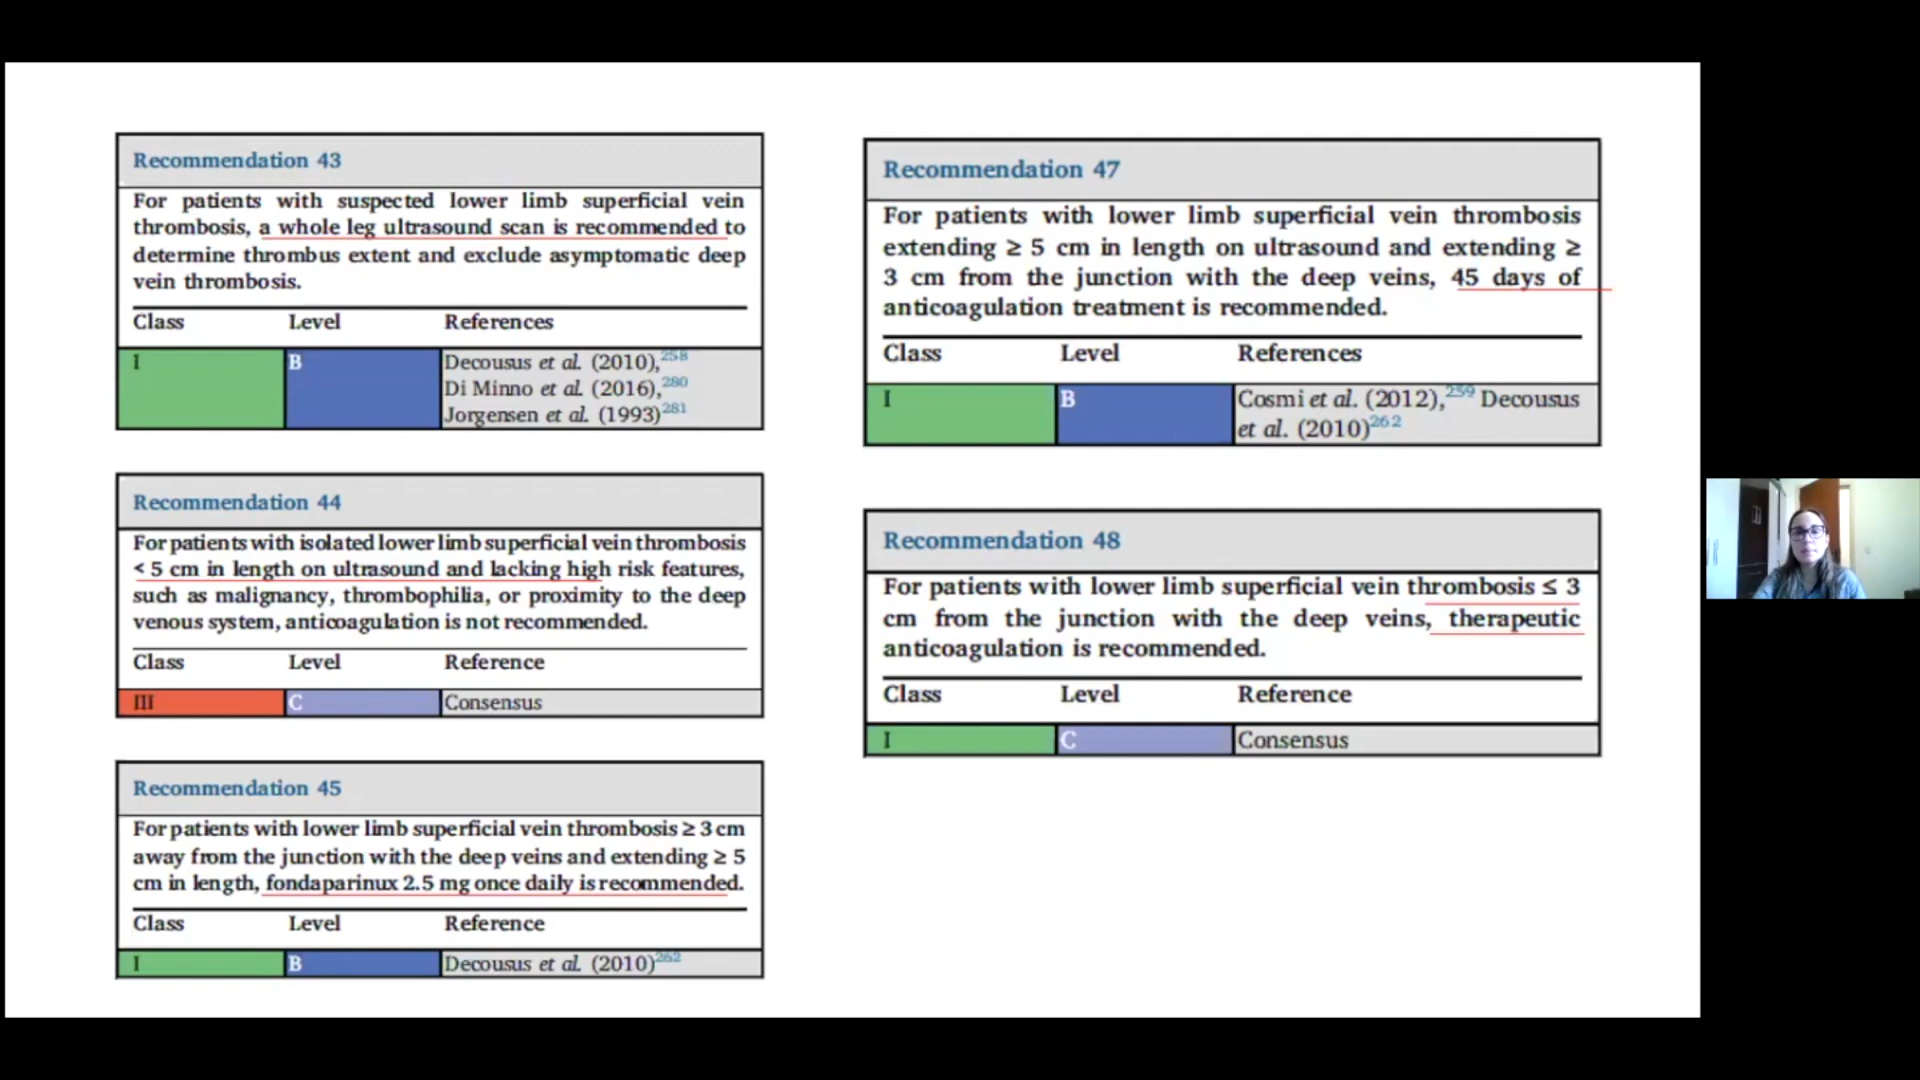 Recommendation 43
For patients with suspected lower limb superficial vein
thrombosis, a whole leg ultrasound scan is recommended to
determine thrombus extent and exclude asymptomatic deep
vein thrombosis.
Class Level References
I B Decousus et al. (2010),258
Di Minno et al. (2016),280
Jorgensen et al. (1993)281
Recommendation 44
For patients with isolated lower limb superficial vein thrombosis
< 5 cm in length on ultrasound and lacking high risk features,
such as malignancy, thrombophilia, or proximity to the deep
venous system, anticoagulation is not recommended.
Class Level Reference
III C Consensus
Recommendation 45
For patients with lower limb superficial vein thrombosis ≥ 3 cm
away from the junction with the deep veins and extending ≥ 5
cm in length, fondaparinux 2.5 mg once daily is recommended.
Class Level Reference
I B Decousus et al. (2010)262
Recommendation 47
For patients with lower limb superficial vein thrombosis
extending ≥ 5 cm in length on ultrasound and extending ≥
3 cm from the junction with the deep veins, 45 days of
anticoagulation treatment is recommended.
Class Level References
I B Cosmi et al. (2012),259 Decousus
et al. (2010)262
Recommendation 48
For patients with lower limb superficial vein thrombosis ≤ 3
cm from the junction with the deep veins, therapeutic
anticoagulation is recommended.
Class Level Reference
I C Consensus